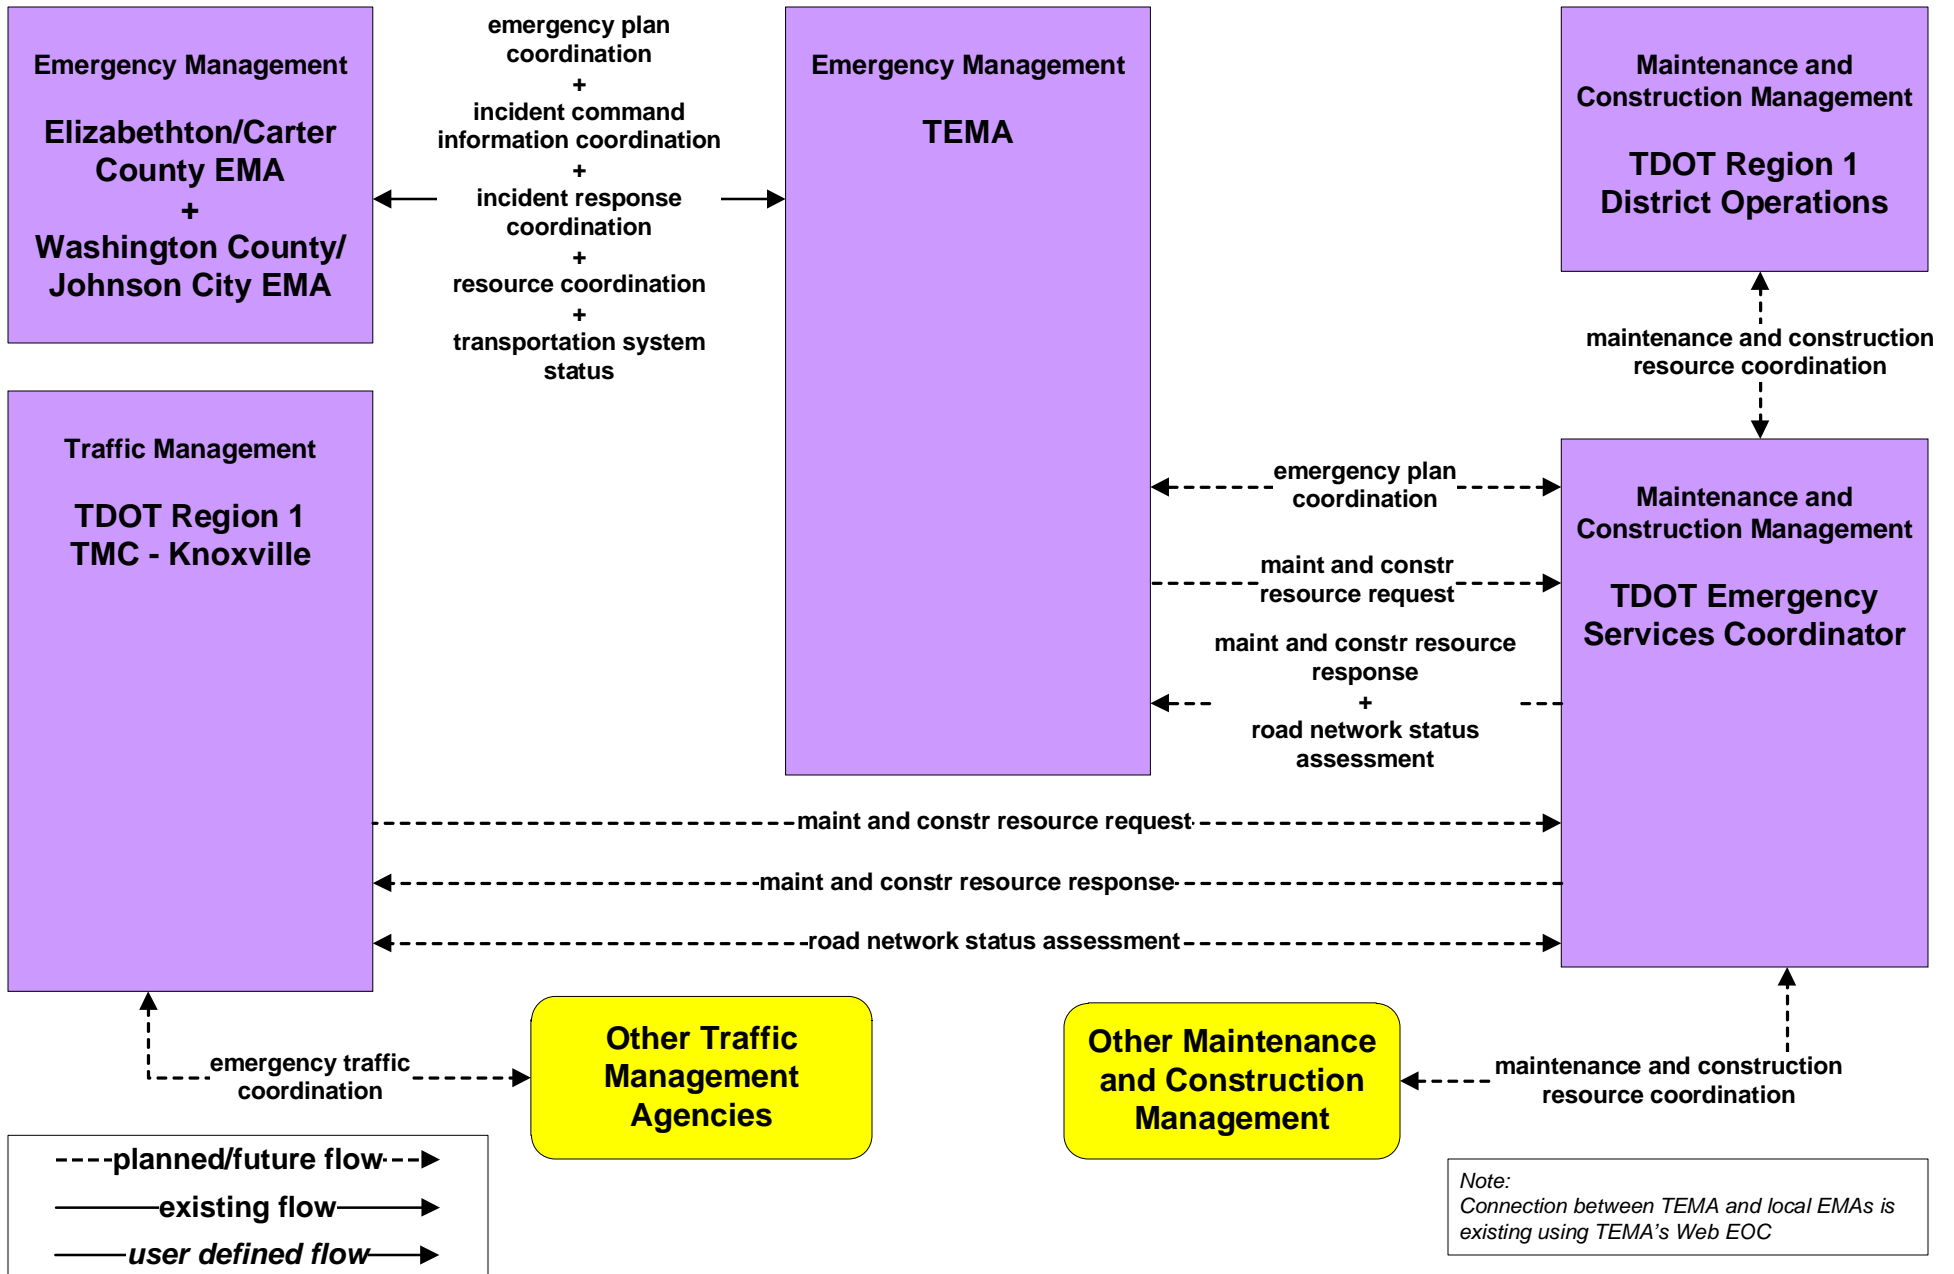 Emergency Management
Elizabethton/Carter
County EMA
+
Washington County/
Johnson City EMA
emergency plan
coordination
+
incident command
information coordination
+
incident response
coordination
+
resource coordination
+
transportation system
status
Emergency Management
TEMA
Maintenance and
Construction Management
TDOT Region 1
District Operations
maintenance and construction
resource coordination
Traffic Management
TDOT Region 1
TMC - Knoxville
emergency plan
coordination
maint and constr
resource request
maint and constr resource
response
+
road network status
assessment
Maintenance and
Construction Management
TDOT Emergency
Services Coordinator
maint and constr resource request
maint and constr resource response
road network status assessment
emergency traffic
coordination
Other Traffic
Management
Agencies
Other Maintenance
and Construction
Management
maintenance and construction
resource coordination
planned/future flow
existing flow
user defined flow
Note:
Connection between TEMA and local EMAs is
existing using TEMA's Web EOC